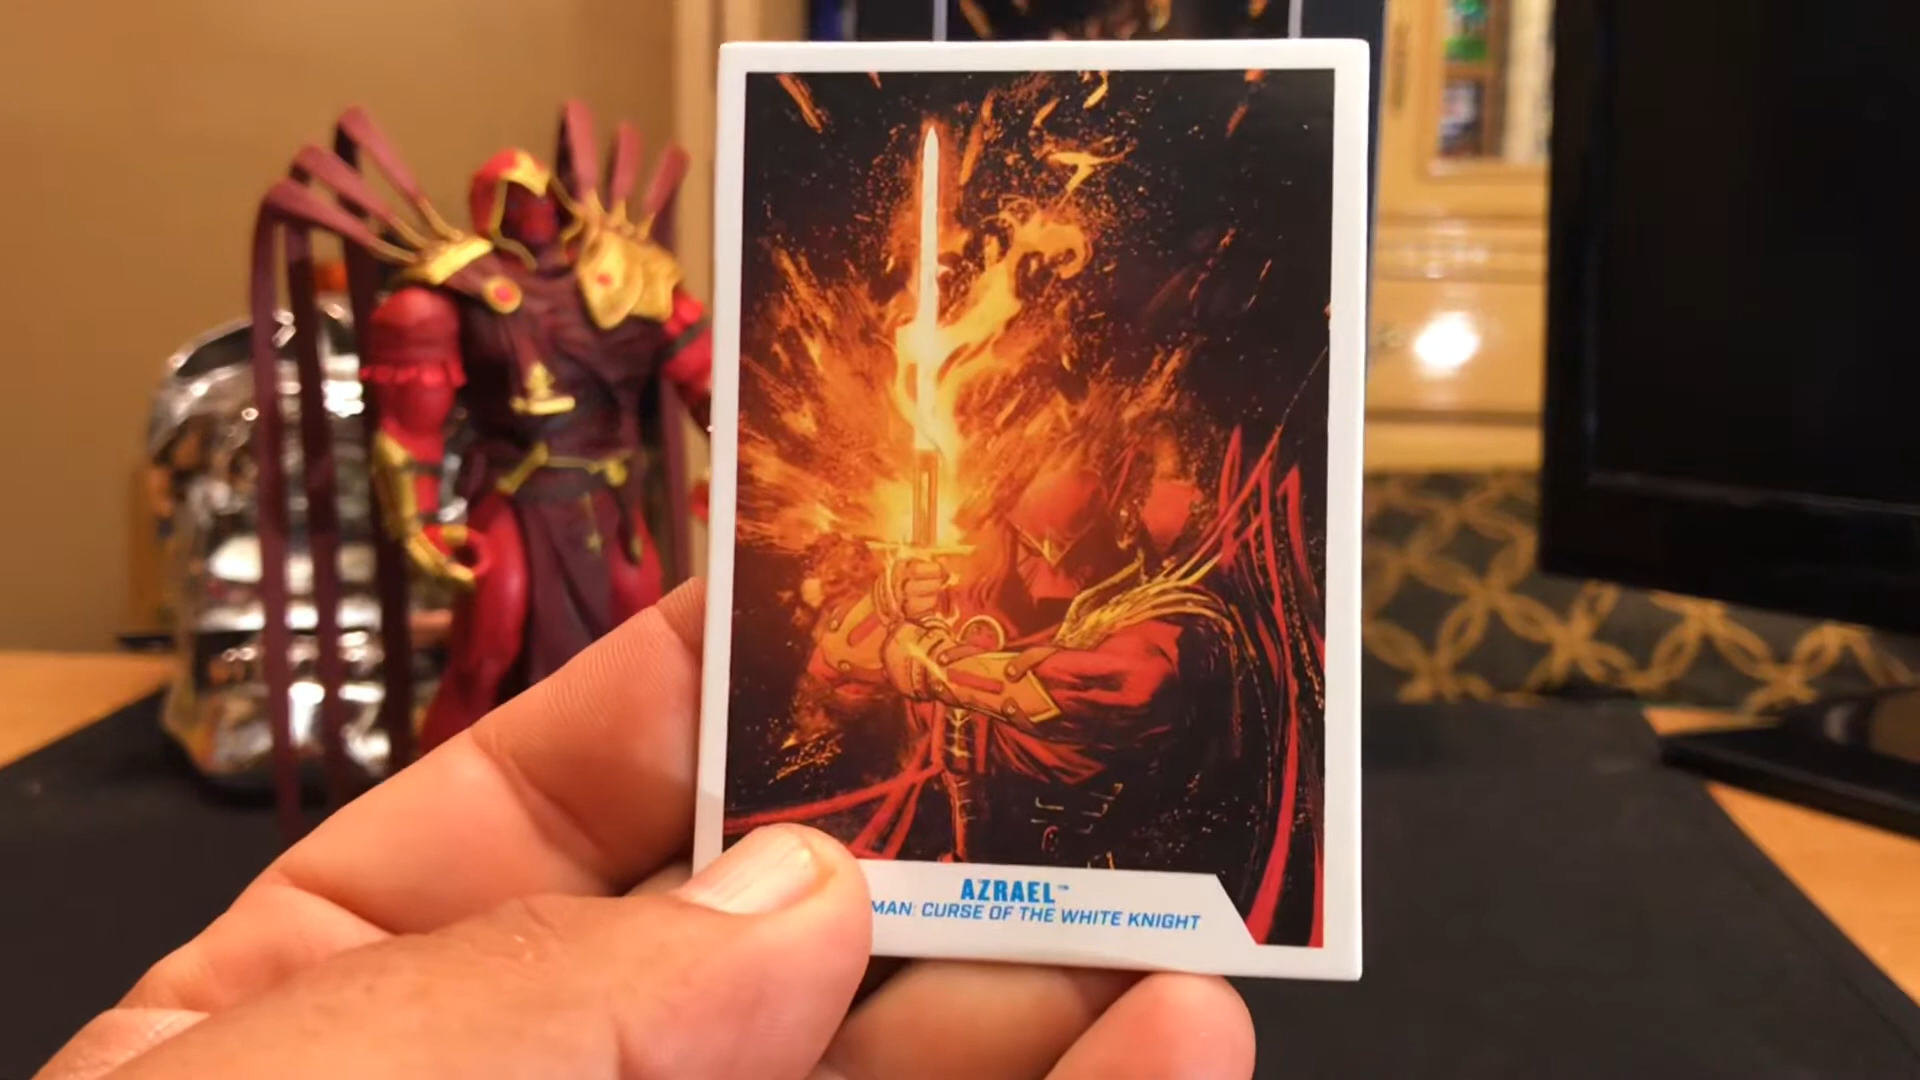 AZRAEL™
MAN: CURSE OF THE WHITE KNIGHT